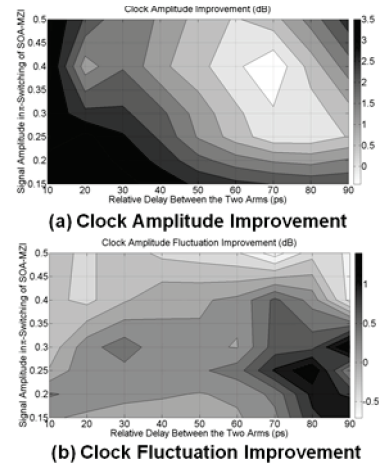 Clock Amplitude Improvement (dB)
Signal Amplitude inπ-Switching of SOA-MZI
0.5
0.45
0.4
0.35
0.3
0.25
0.2
0.15
10 20 30 40 50 60 70 80 90
3.5
3
2.5
2
1.5
1
0.5
0
Relative Delay Between the Two Arms (ps)
(a) Clock Amplitude Improvement
Clock Amplitude Fluctuation Improvement (dB)
Signal Amplitude inπ-Switching of SOA-MZI
0.5
0.45
0.4
0.35
0.3
0.25
0.2
0.15
10 20 30 40 50 60 70 80 90
1
0.5
0
-0.5
Relative Delay Between the Two Arms (ps)
(b) Clock Fluctuation Improvement